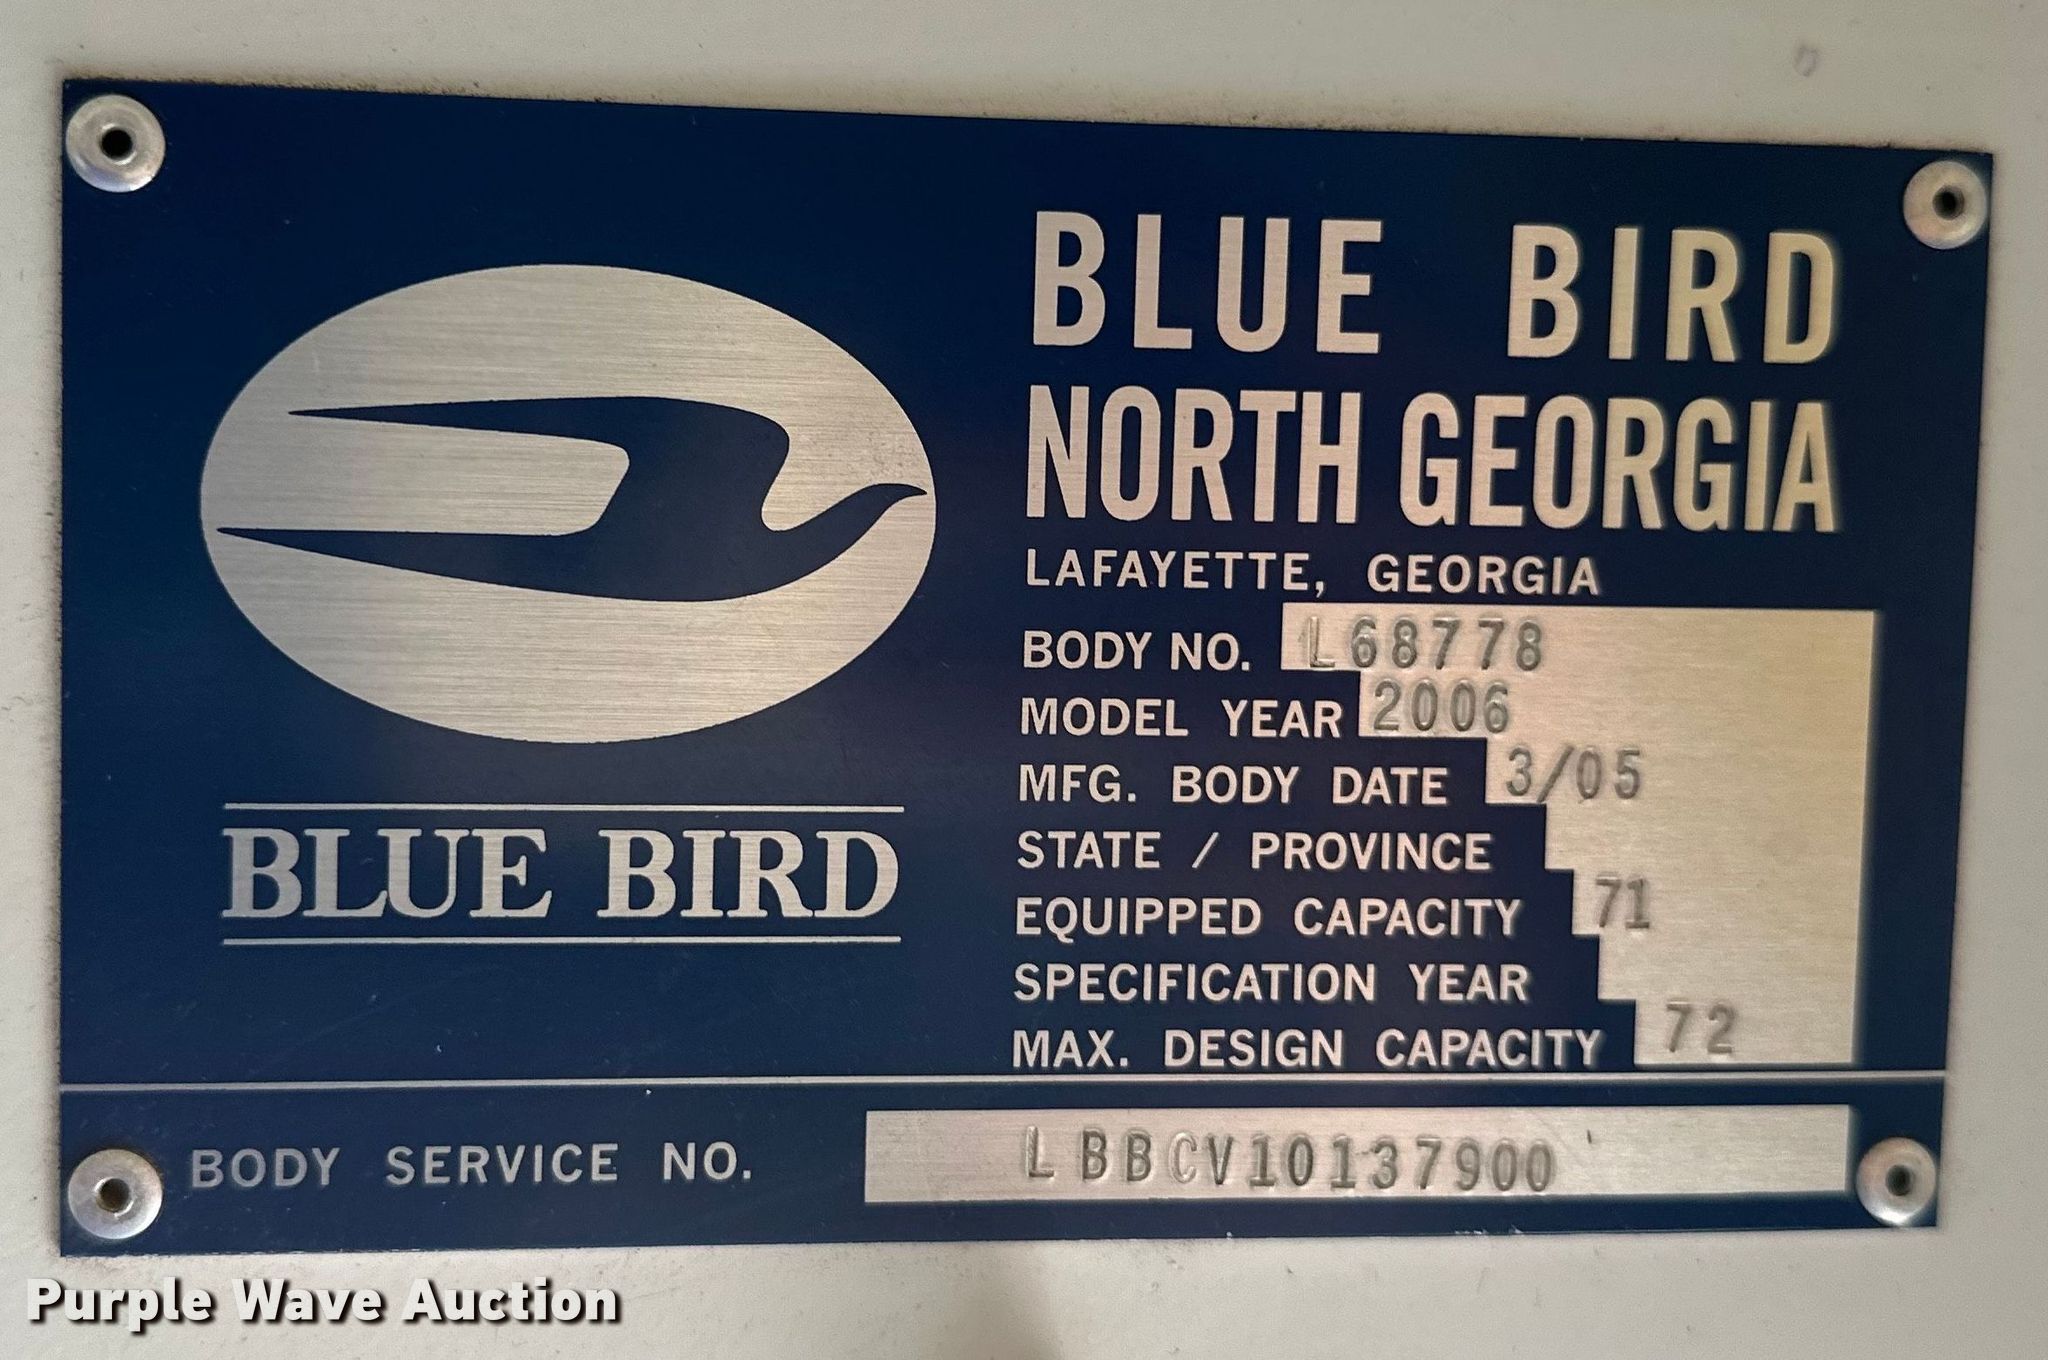 BLUE BIRD
NORTH GEORGIA
LAFAYETTE, GEORGIA
BODY NO. L68778
MODEL YEAR 2006
MFG. BODY DATE 3/05
STATE / PROVINCE
EQUIPPED CAPACITY 71
SPECIFICATION YEAR
MAX. DESIGN CAPACITY 72
BLUE BIRD
BODY SERVICE NO. LBBCV10137900
Purple Wave Auction